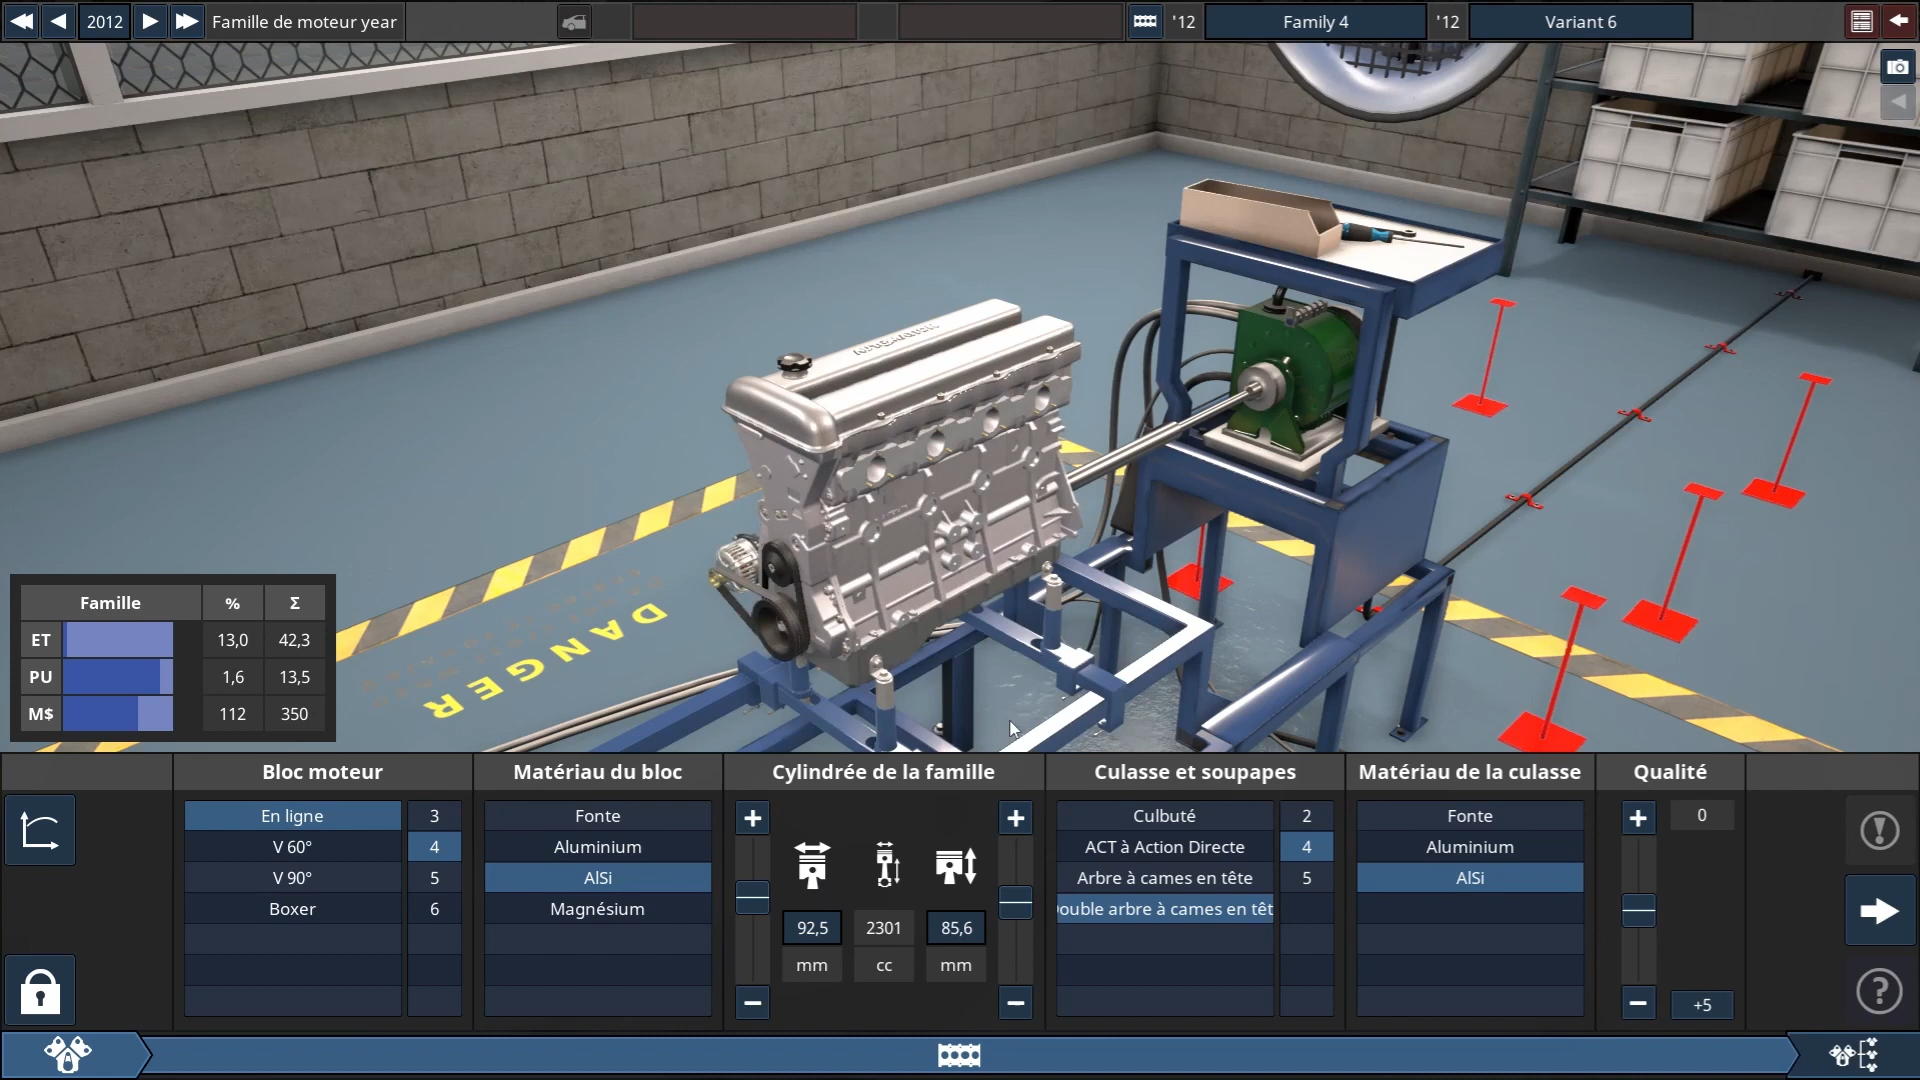 2012 Famille de moteur year '12 Family 4 '12 Variant 6
DANGER
Famille % Σ
ET 13,0 42,3
PU 1,6 13,5
M$ 112 350
Bloc moteur
En ligne 3
V 60° 4
V 90° 5
Boxer 6
Matériau du bloc
Fonte
Aluminium
AlSi
Magnésium
Cylindrée de la famille
92,5 2301 85,6
mm cc mm
Culasse et soupapes
Culbuté 2
ACT à Action Directe 4
Arbre à cames en tête 5
ouble arbre à cames en têt
Matériau de la culasse
Fonte
Aluminium
AlSi
Qualité
0
+5